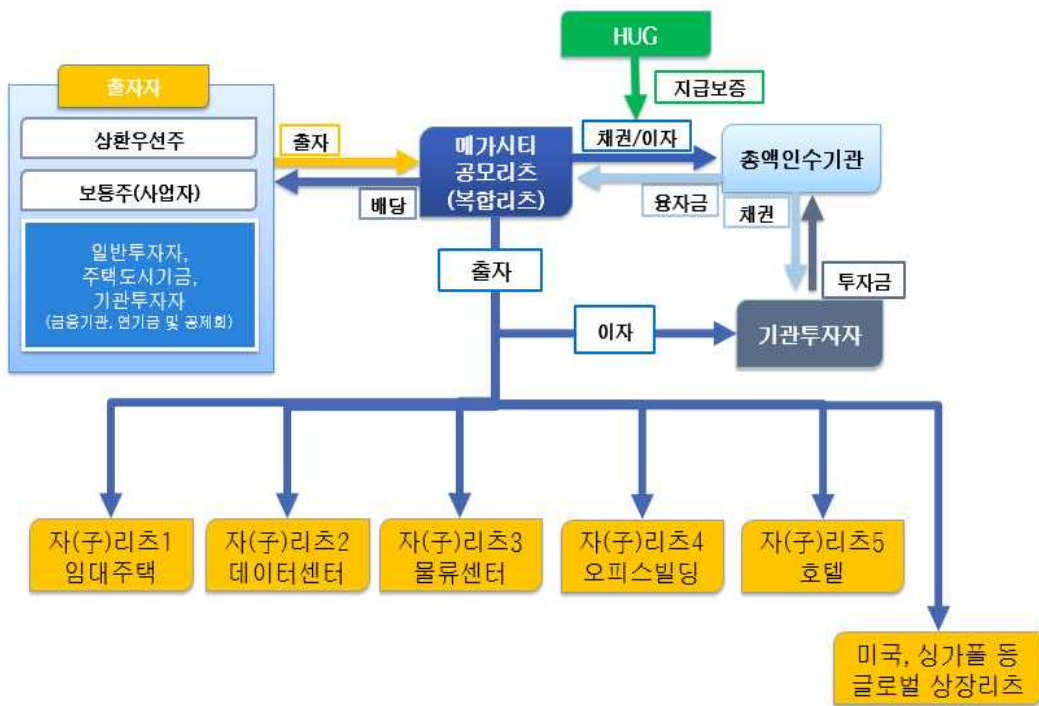 HUG
지급보증
출자자
상환우선주
보통주(사업자)
일반투자자,
주택도시기금,
기관투자자
(금융기관, 연기금 및 공제회)
출자
배당
메가시티
공모리츠
(복합리츠)
채권/이자
융자금
총액인수기관
채권
투자금
출자
이자
기관투자자
자(子)리츠1
임대주택
자(子)리츠2
데이터센터
자(子)리츠3
물류센터
자(子)리츠4
오피스빌딩
자(子)리츠5
호텔
미국, 싱가폴 등
글로벌 상장리츠